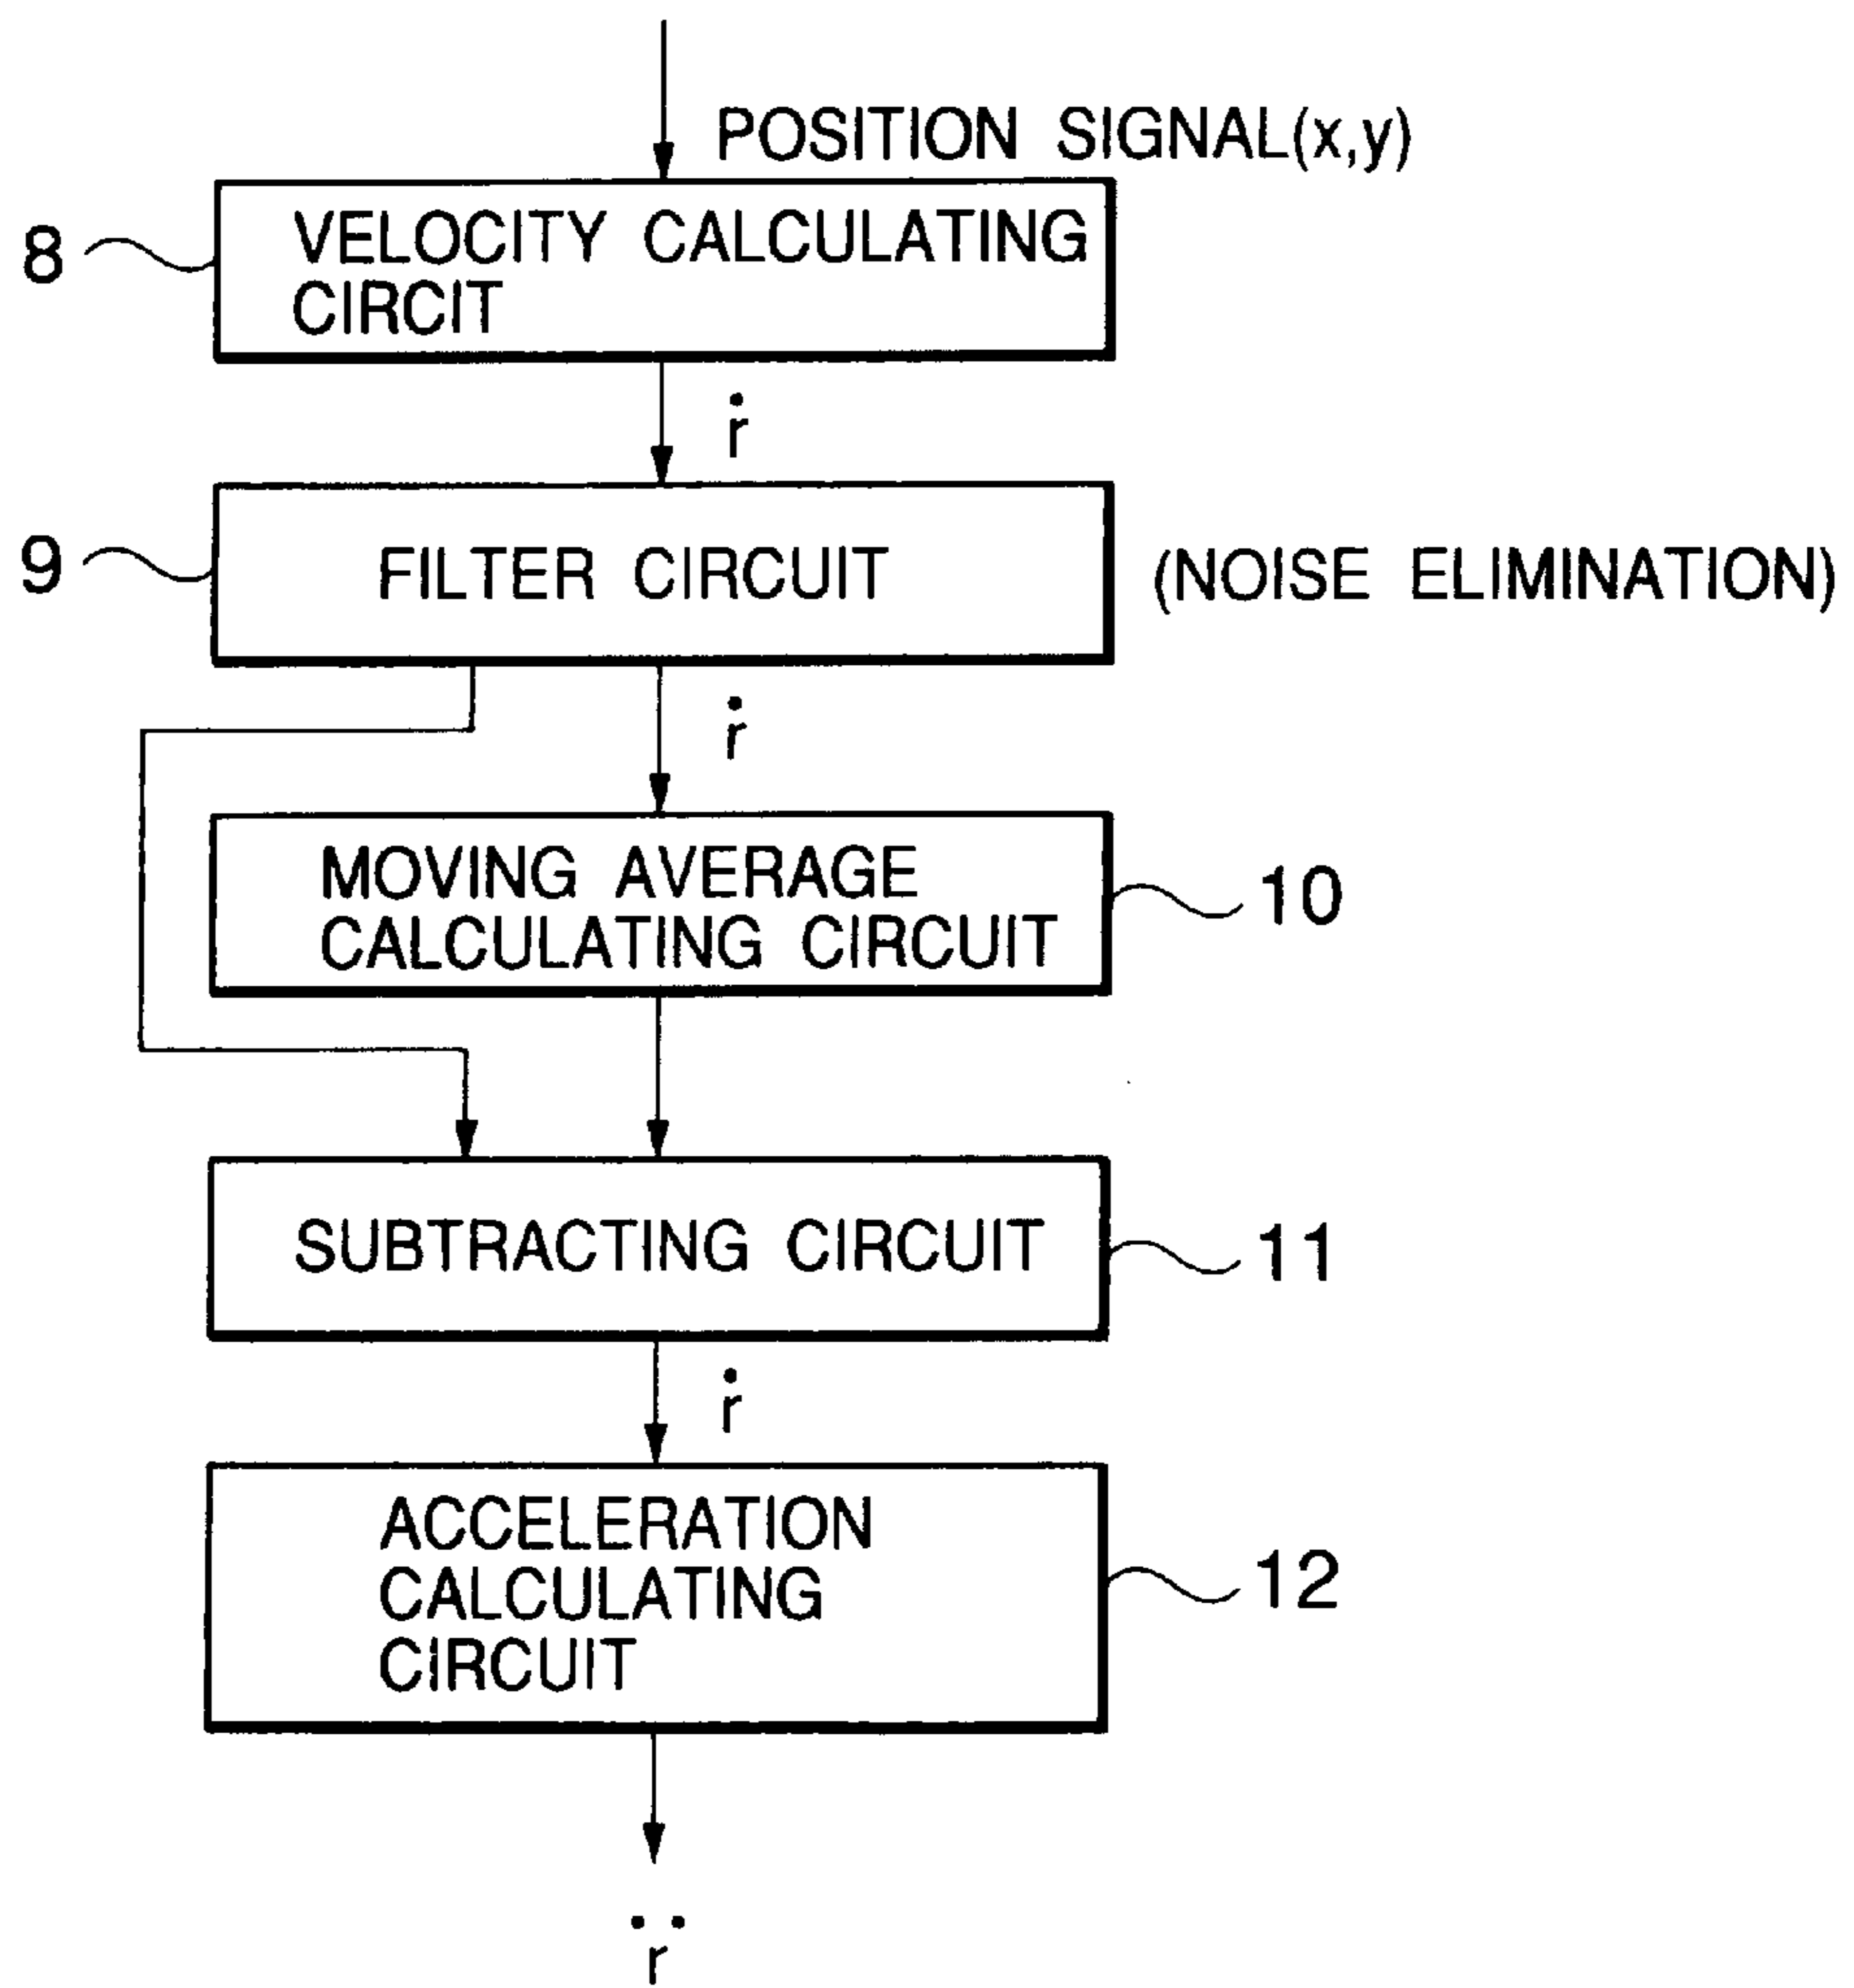 POSITION SIGNAL(x,y)
8
VELOCITY CALCULATING
CIRCIT
ṙ
9
FILTER CIRCUIT
(NOISE ELIMINATION)
ṙ
MOVING AVERAGE
CALCULATING CIRCUIT
10
SUBTRACTING CIRCUIT
11
ṙ
ACCELERATION
CALCULATING
CIRCUIT
12
r̈